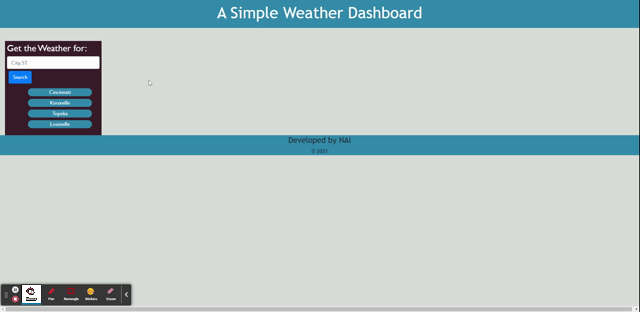 A Simple Weather Dashboard
Get the Weather for:
City, ST
Search
Cincinnati
Knoxville
Topeka
Louisville
Developed by NAI
© 2021
Pen
Rectangle
Stickers
Eraser